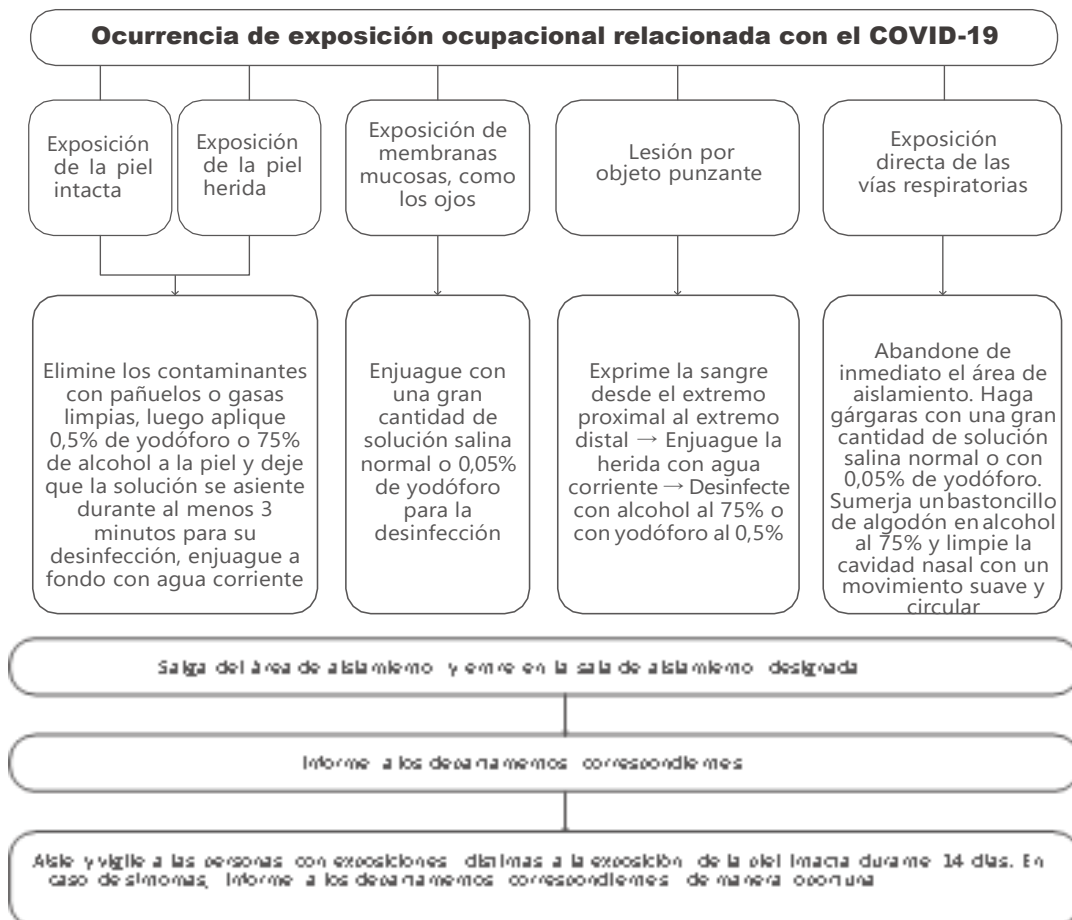 Ocurrencia de exposición ocupacional relacionada con el COVID-19
Exposición
de la piel
intacta
Exposición
de la piel
herida
Exposición de
membranas
mucosas, como
los ojos
Lesión por
objeto punzante
Exposición
directa de las
vías respiratorias
Elimine los contaminantes
con pañuelos o gasas
limpias, luego aplique
0,5% de yodóforo o 75%
de alcohol a la piel y deje
que la solución se asiente
durante al menos 3
minutos para su
desinfección, enjuague a
fondo con agua corriente
Enjuague con
una gran
cantidad de
solución salina
normal o 0,05%
de yodóforo
para la
desinfección
Exprime la sangre
desde el extremo
proximal al extremo
distal → Enjuague la
herida con agua
corriente → Desinfecte
con alcohol al 75% o
con yodóforo al 0,5%
Abandone de
inmediato el área de
aislamiento. Haga
gárgaras con una gran
cantidad de solución
salina normal o con
0,05% de yodóforo.
Sumerja un bastoncillo
de algodón en alcohol
al 75% y limpie la
cavidad nasal con un
movimiento suave y
circular
Salga del área de aislamiento y entre en la sala de aislamiento designada
Informe a los departamentos correspondientes
Aísle y vigile a las personas con exposiciones distintas a la exposición de la piel intacta durante 14 días. En
caso de síntomas, informe a los departamentos correspondientes de manera oportuna